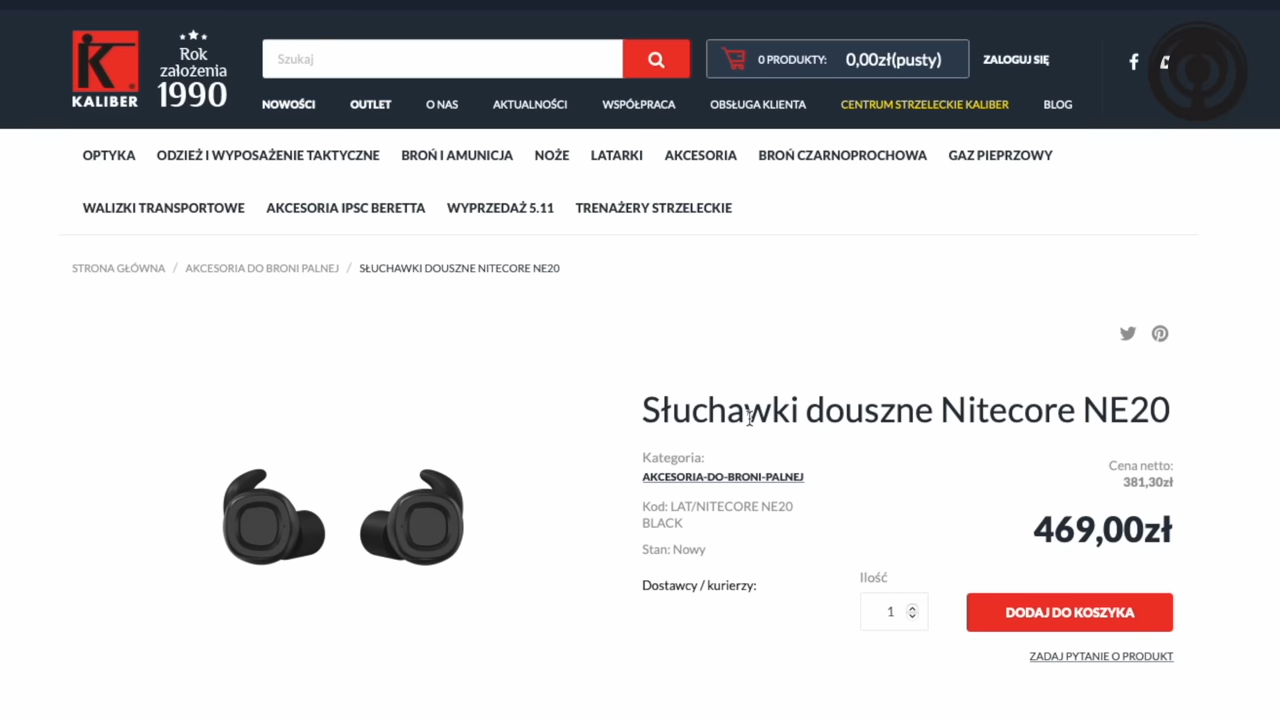 K
KALIBER
Rok
założenia
1990
Szukaj
0 PRODUKTY: 0,00zł(pusty)
ZALOGUJ SIĘ
NOWOŚCI OUTLET O NAS AKTUALNOŚCI WSPÓŁPRACA OBSŁUGA KLIENTA CENTRUM STRZELECKIE KALIBER BLOG
OPTYKA ODZIEŻ I WYPOSAŻENIE TAKTYCZNE BROŃ I AMUNICJA NOŻE LATARKI AKCESORIA BROŃ CZARNOPROCHOWA GAZ PIEPRZOWY
WALIZKI TRANSPORTOWE AKCESORIA IPSC BERETTA WYPRZEDAŻ 5.11 TRENAŻERY STRZELECKIE
STRONA GŁÓWNA / AKCESORIA DO BRONI PALNEJ / SŁUCHAWKI DOUSZNE NITECORE NE20
Słuchawki douszne Nitecore NE20
Kategoria:
AKCESORIA-DO-BRONI-PALNEJ
Kod: LAT/NITECORE NE20
BLACK
Stan: Nowy
Dostawcy / kurierzy:
Cena netto:
381,30zł
469,00zł
Ilość
1
DODAJ DO KOSZYKA
ZADAJ PYTANIE O PRODUKT